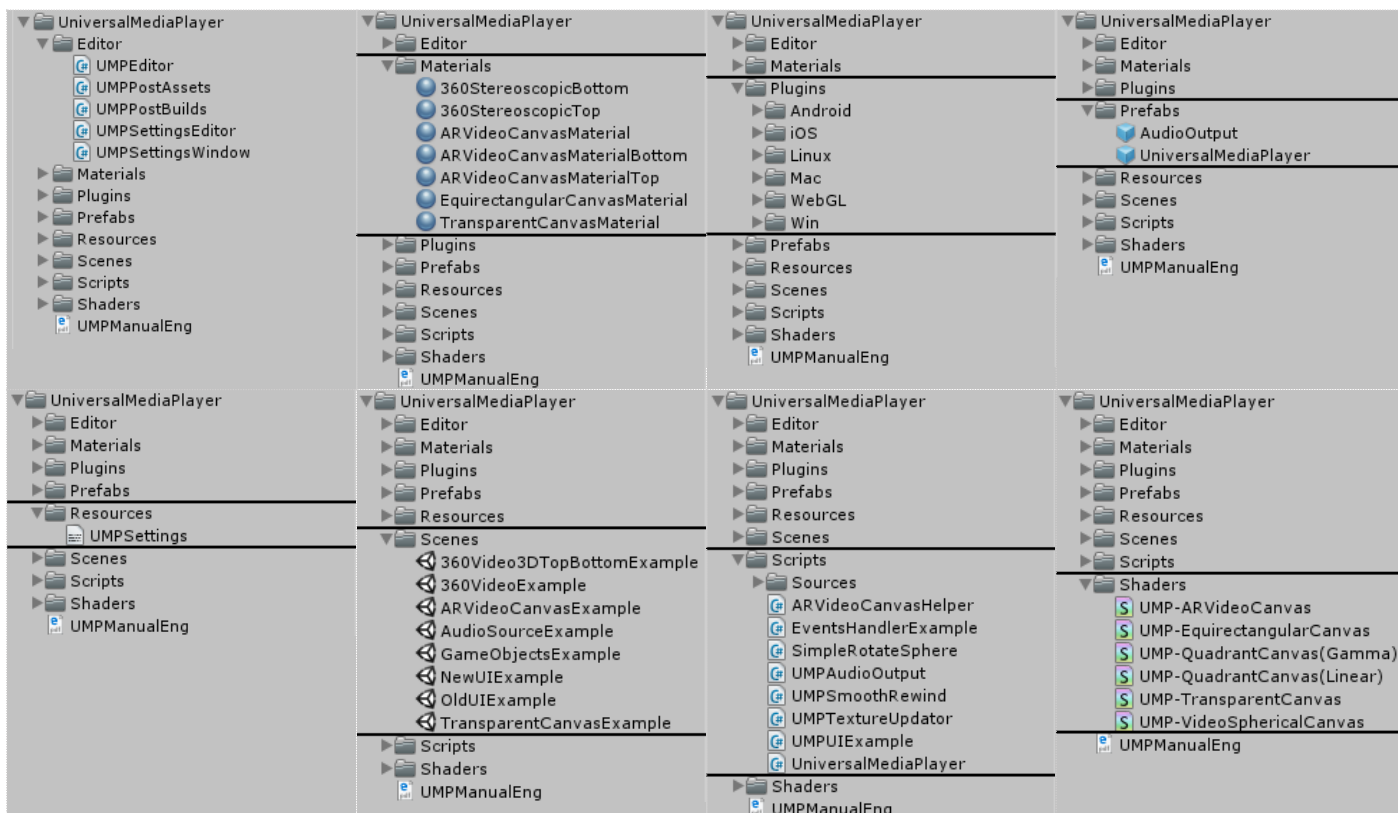 UniversalMediaPlayer
Editor
UMPEditor
UMPPostAssets
UMPPostBuilds
UMPSettingsEditor
UMPSettingsWindow
Materials
Plugins
Prefabs
Resources
Scenes
Scripts
Shaders
UMPManualEng
UniversalMediaPlayer
Editor
Materials
360StereoscopicBottom
360StereoscopicTop
ARVideoCanvasMaterial
ARVideoCanvasMaterialBottom
ARVideoCanvasMaterialTop
EquirectangularCanvasMaterial
TransparentCanvasMaterial
Plugins
Prefabs
Resources
Scenes
Scripts
Shaders
UMPManualEng
UniversalMediaPlayer
Editor
Materials
Plugins
Android
iOS
Linux
Mac
WebGL
Win
Prefabs
Resources
Scenes
Scripts
Shaders
UMPManualEng
UniversalMediaPlayer
Editor
Materials
Plugins
Prefabs
AudioOutput
UniversalMediaPlayer
Resources
Scenes
Scripts
Shaders
UMPManualEng
UniversalMediaPlayer
Editor
Materials
Plugins
Prefabs
Resources
UMPSettings
Scenes
Scripts
Shaders
UMPManualEng
UniversalMediaPlayer
Editor
Materials
Plugins
Prefabs
Resources
Scenes
360Video3DTopBottomExample
360VideoExample
ARVideoCanvasExample
AudioSourceExample
GameObjectsExample
NewUIExample
OldUIExample
TransparentCanvasExample
Scripts
Shaders
UMPManualEng
UniversalMediaPlayer
Editor
Materials
Plugins
Prefabs
Resources
Scenes
Scripts
Sources
ARVideoCanvasHelper
EventsHandlerExample
SimpleRotateSphere
UMPAudioOutput
UMPSmoothRewind
UMPTextureUpdator
UMPUIExample
UniversalMediaPlayer
Shaders
UMPManualEng
UniversalMediaPlayer
Editor
Materials
Plugins
Prefabs
Resources
Scenes
Scripts
Shaders
UMP-ARVideoCanvas
UMP-EquirectangularCanvas
UMP-QuadrantCanvas(Gamma)
UMP-QuadrantCanvas(Linear)
UMP-TransparentCanvas
UMP-VideoSphericalCanvas
UMPManualEng